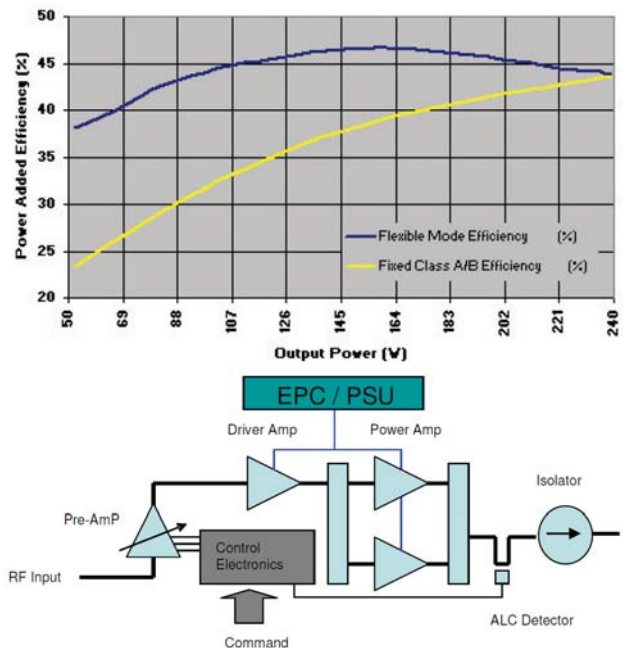 50
45
40
35
30
25
20
Power Added Efficiency (%)
Flexible Mode Efficiency (%)
Fixed Class A/B Efficiency (%)
50 69 88 107 126 145 164 183 202 221 240
Output Power (W)
EPC / PSU
Driver Amp Power Amp
Isolator
Pre-AmP
Control
Electronics
RF Input
ALC Detector
Command